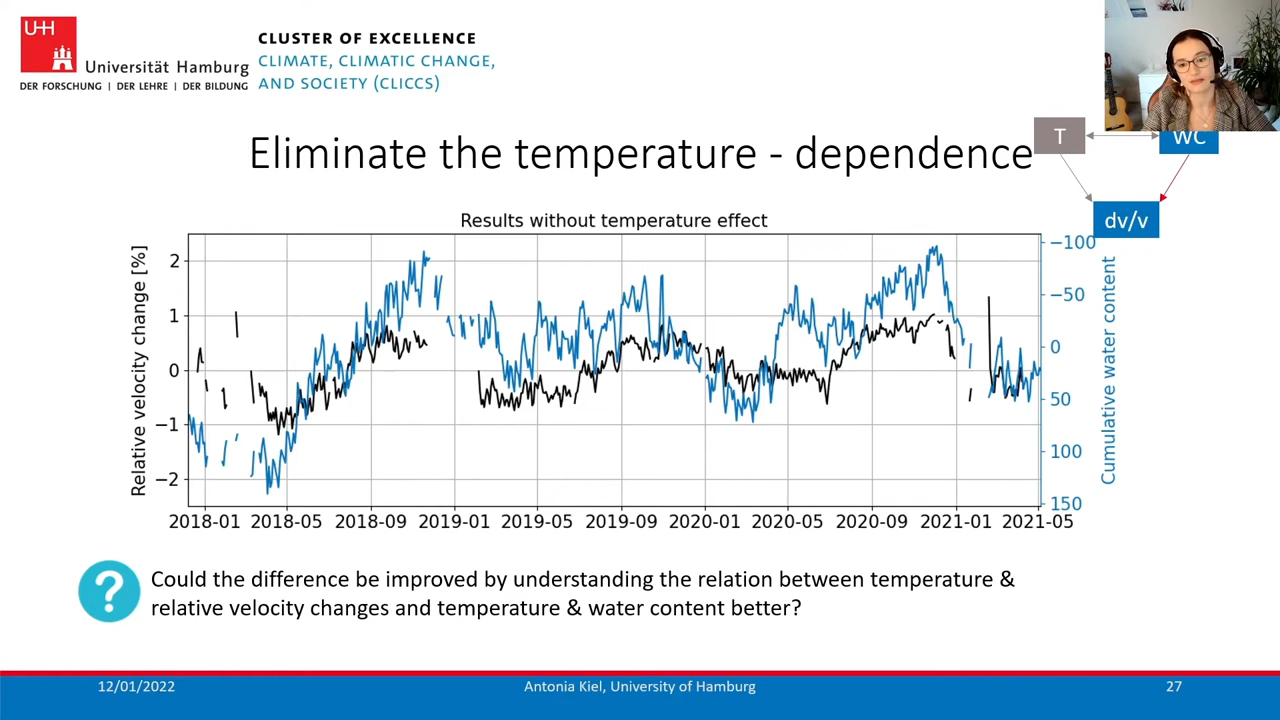 UH
Universität Hamburg
DER FORSCHUNG | DER LEHRE | DER BILDUNG
CLUSTER OF EXCELLENCE
CLIMATE, CLIMATIC CHANGE,
AND SOCIETY (CLICCS)
Eliminate the temperature - dependence
T
WC
dv/v
Results without temperature effect
Relative velocity change [%]
2
1
0
−1
−2
−100
−50
0
50
100
150
Cumulative water content
2018-01 2018-05 2018-09 2019-01 2019-05 2019-09 2020-01 2020-05 2020-09 2021-01 2021-05
?
Could the difference be improved by understanding the relation between temperature &
relative velocity changes and temperature & water content better?
12/01/2022
Antonia Kiel, University of Hamburg
27